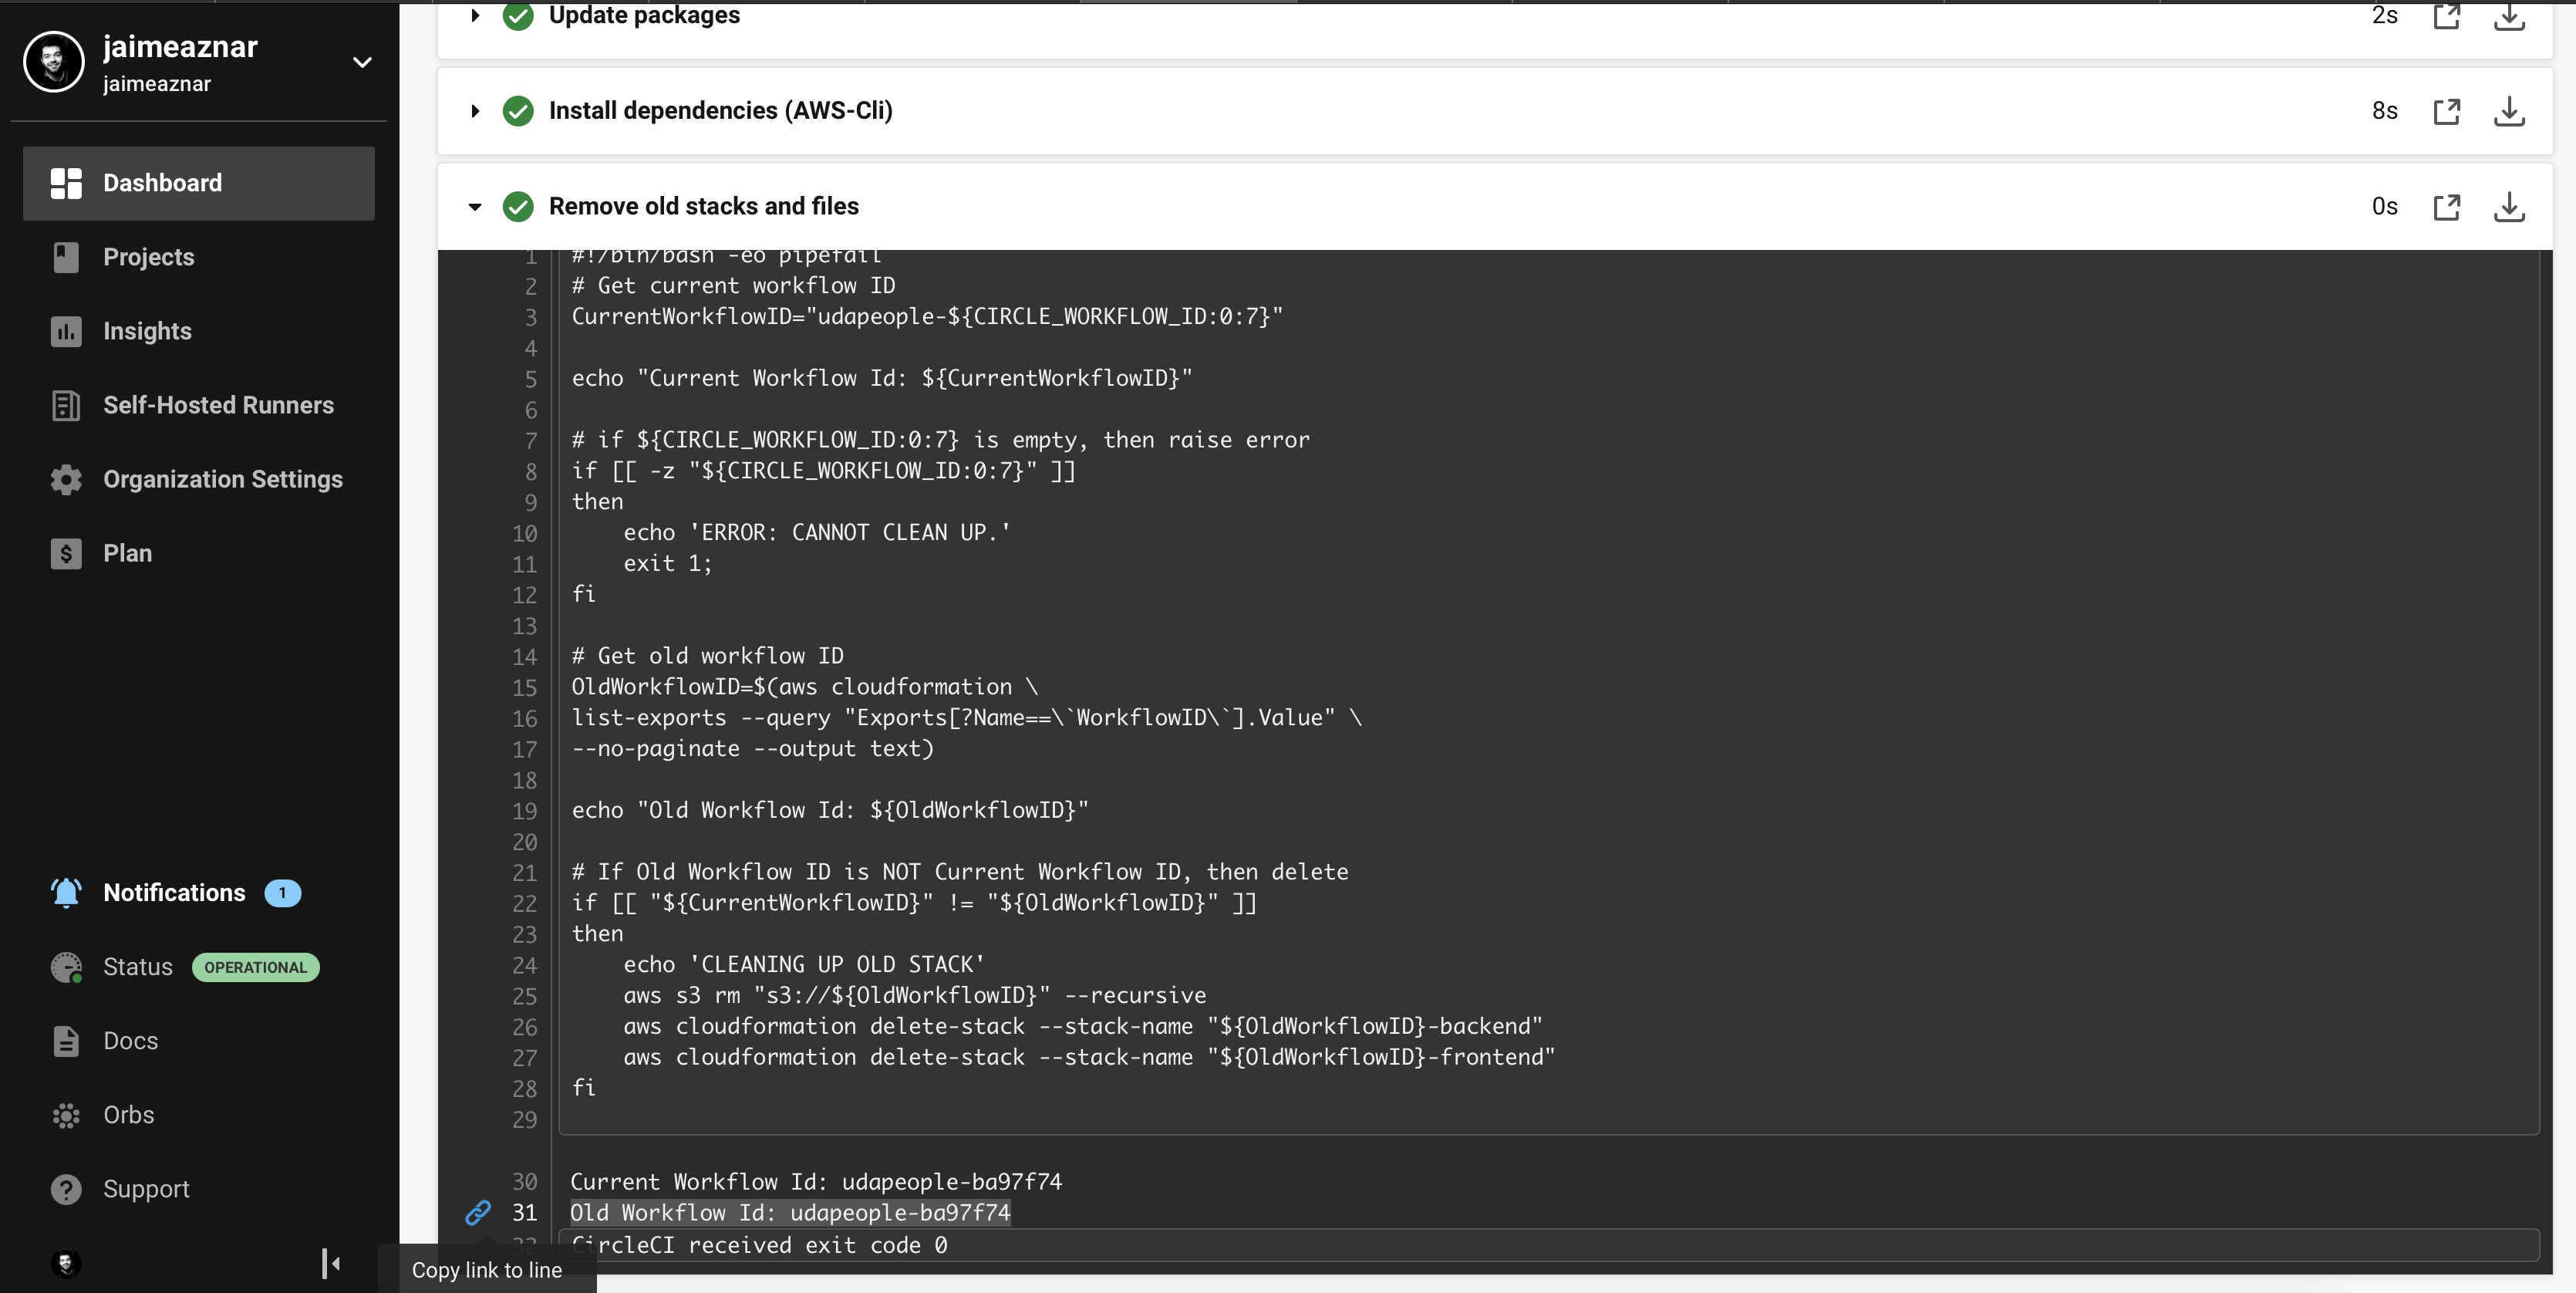 jaimeaznar
jaimeaznar
Dashboard
Projects
Insights
Self-Hosted Runners
Organization Settings
Plan
Notifications 1
Status OPERATIONAL
Docs
Orbs
Support
Update packages 2s
Install dependencies (AWS-Cli) 8s
Remove old stacks and files 0s
1 #!/bin/bash -eo pipefail
2 # Get current workflow ID
3 CurrentWorkflowID="udapeople-${CIRCLE_WORKFLOW_ID:0:7}"
4
5 echo "Current Workflow Id: ${CurrentWorkflowID}"
6
7 # if ${CIRCLE_WORKFLOW_ID:0:7} is empty, then raise error
8 if [[ -z "${CIRCLE_WORKFLOW_ID:0:7}" ]]
9 then
10     echo 'ERROR: CANNOT CLEAN UP.'
11     exit 1;
12 fi
13
14 # Get old workflow ID
15 OldWorkflowID=$(aws cloudformation \
16 list-exports --query "Exports[?Name==\`WorkflowID\`].Value" \
17 --no-paginate --output text)
18
19 echo "Old Workflow Id: ${OldWorkflowID}"
20
21 # If Old Workflow ID is NOT Current Workflow ID, then delete
22 if [[ "${CurrentWorkflowID}" != "${OldWorkflowID}" ]]
23 then
24     echo 'CLEANING UP OLD STACK'
25     aws s3 rm "s3://${OldWorkflowID}" --recursive
26     aws cloudformation delete-stack --stack-name "${OldWorkflowID}-backend"
27     aws cloudformation delete-stack --stack-name "${OldWorkflowID}-frontend"
28 fi
29
30 Current Workflow Id: udapeople-ba97f74
31 Old Workflow Id: udapeople-ba97f74
32 CircleCI received exit code 0
Copy link to line